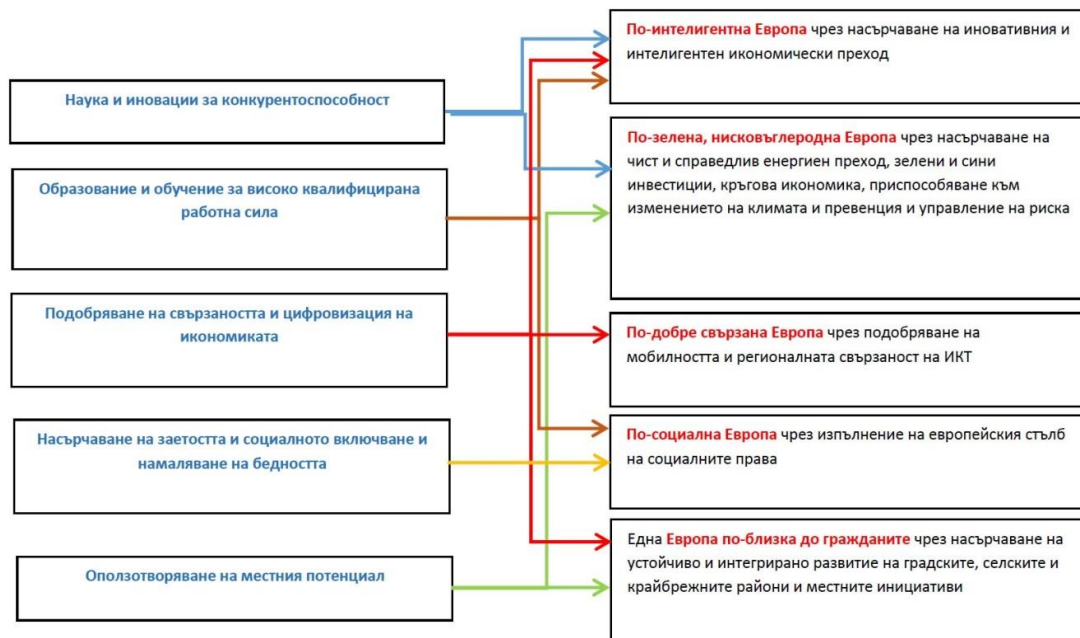 Наука и иновации за конкурентоспособност
Образование и обучение за високо квалифицирана
работна сила
Подобряване на свързаността и цифровизация на
икономиката
Насърчаване на заетостта и социалното включване и
намаляване на бедността
Оползотворяване на местния потенциал
По-интелигентна Европа чрез насърчаване на иновативния и
интелигентен икономически преход
По-зелена, нисковъглеродна Европа чрез насърчаване на
чист и справедлив енергиен преход, зелени и сини
инвестиции, кръгова икономика, приспособяване към
изменението на климата и превенция и управление на риска
По-добре свързана Европа чрез подобряване на
мобилността и регионалната свързаност на ИКТ
По-социална Европа чрез изпълнение на европейския стълб
на социалните права
Една Европа по-близка до гражданите чрез насърчаване на
устойчиво и интегрирано развитие на градските, селските и
крайбрежните райони и местните инициативи